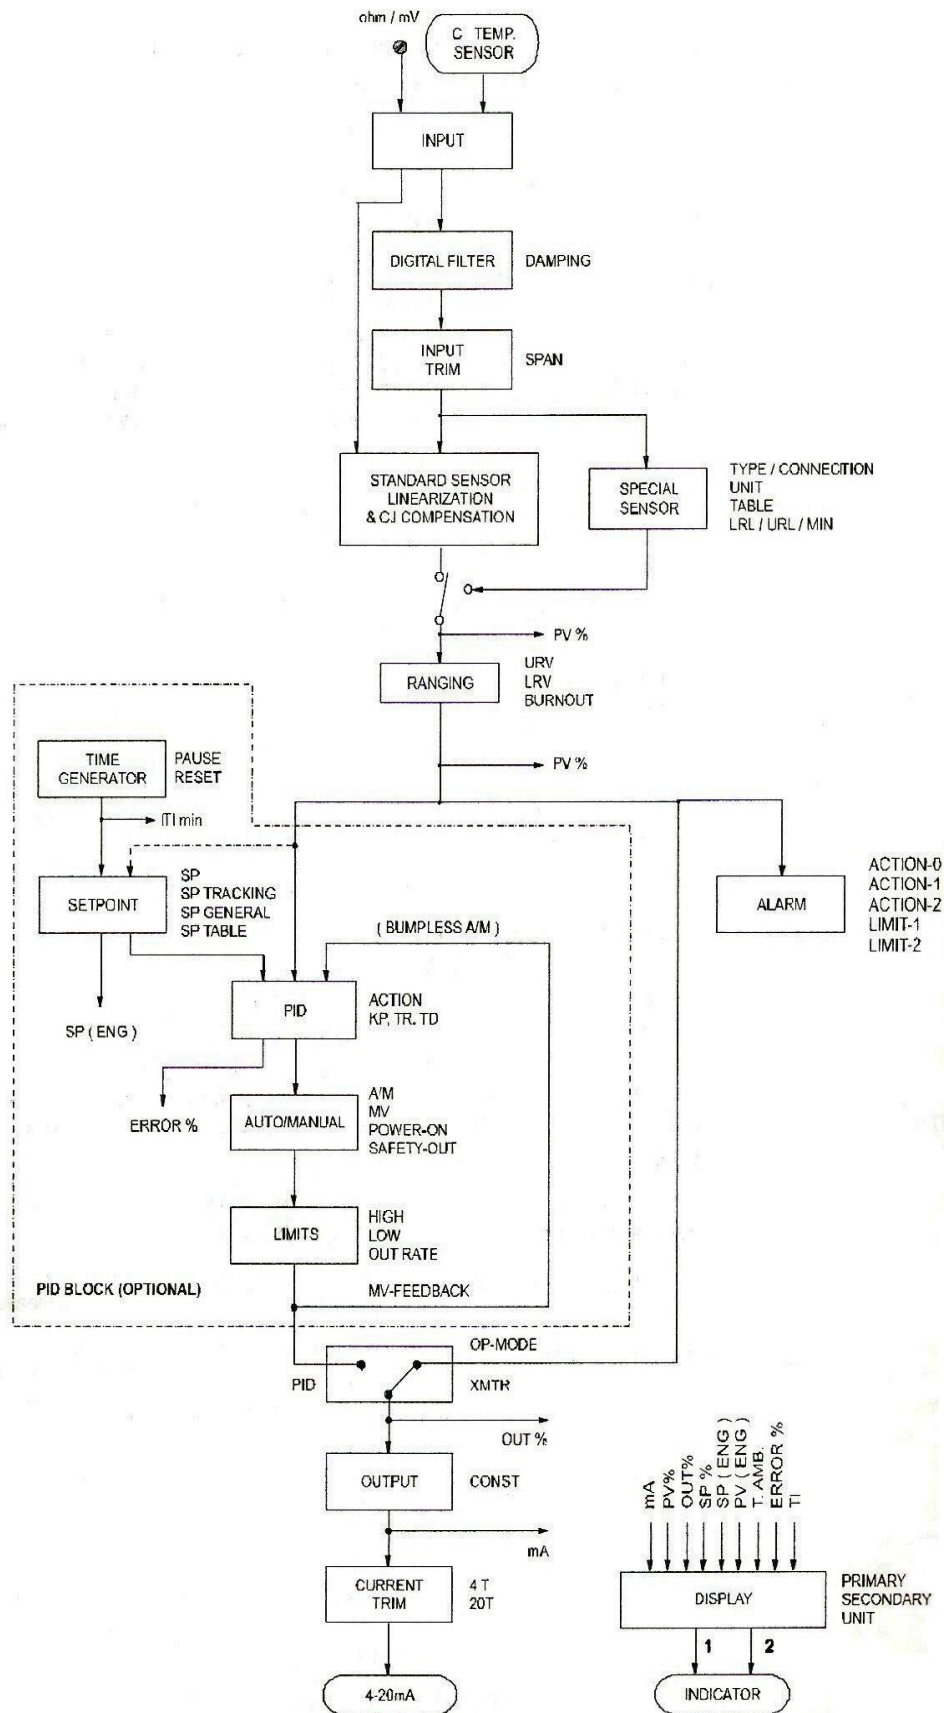 ohm / mV
C TEMP.
SENSOR
INPUT
DIGITAL FILTER
DAMPING
INPUT
TRIM
SPAN
STANDARD SENSOR
LINEARIZATION
& CJ COMPENSATION
SPECIAL
SENSOR
TYPE / CONNECTION
UNIT
TABLE
LRL / URL / MIN
PV %
RANGING
URV
LRV
BURNOUT
PV %
TIME
GENERATOR
PAUSE
RESET
ITI min
SETPOINT
SP
SP TRACKING
SP GENERAL
SP TABLE
ALARM
ACTION-0
ACTION-1
ACTION-2
LIMIT-1
LIMIT-2
( BUMPLESS A/M )
PID
ACTION
KP, TR. TD
SP ( ENG )
ERROR %
AUTO/MANUAL
A/M
MV
POWER-ON
SAFETY-OUT
LIMITS
HIGH
LOW
OUT RATE
PID BLOCK (OPTIONAL)
MV-FEEDBACK
OP-MODE
PID
XMTR
OUT %
OUTPUT
CONST
mA
CURRENT
TRIM
4 T
20T
4-20mA
mA
PV%
OUT%
SP %
SP ( ENG )
PV ( ENG )
T. AMB.
ERROR %
TI
DISPLAY
PRIMARY
SECONDARY
UNIT
1
2
INDICATOR